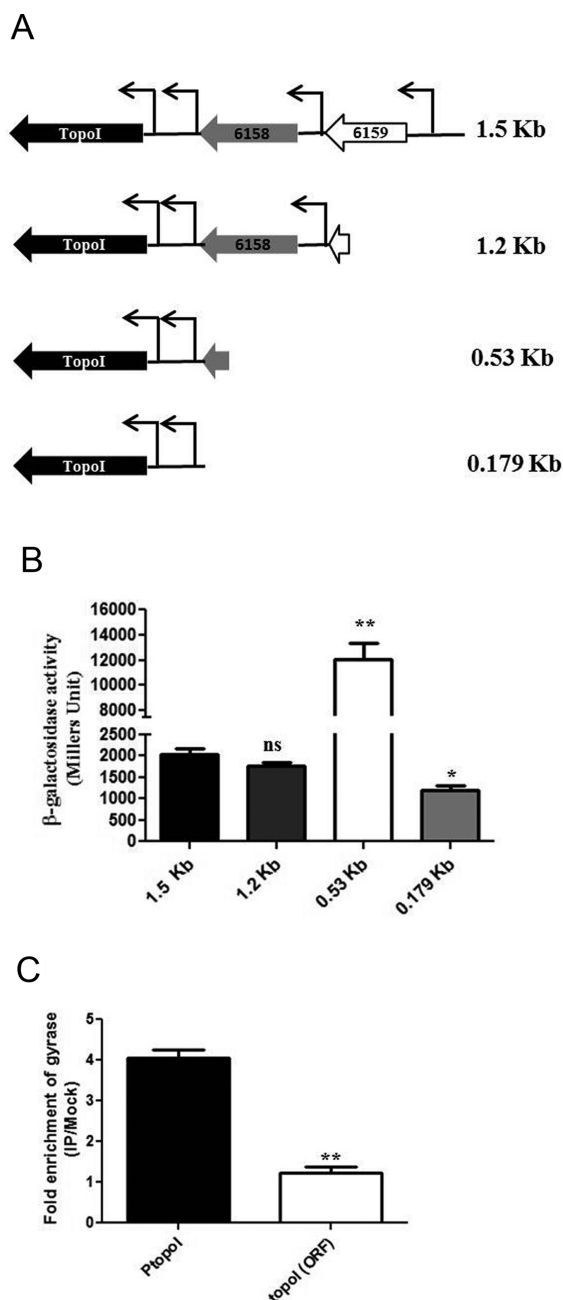 A
TopoI 6158 6159 1.5 Kb
TopoI 6158 1.2 Kb
TopoI 0.53 Kb
TopoI 0.179 Kb
B
β-galactosidase activity
(Millers Unit)
16000
14000
12000
10000
8000
2500
2000
1500
1000
500
0
ns
**
*
1.5 Kb
1.2 Kb
0.53 Kb
0.179 Kb
C
Fold enrichment of gyrase
(IP/Mock)
5
4
3
2
1
0
**
PtopoI
topoI (ORF)